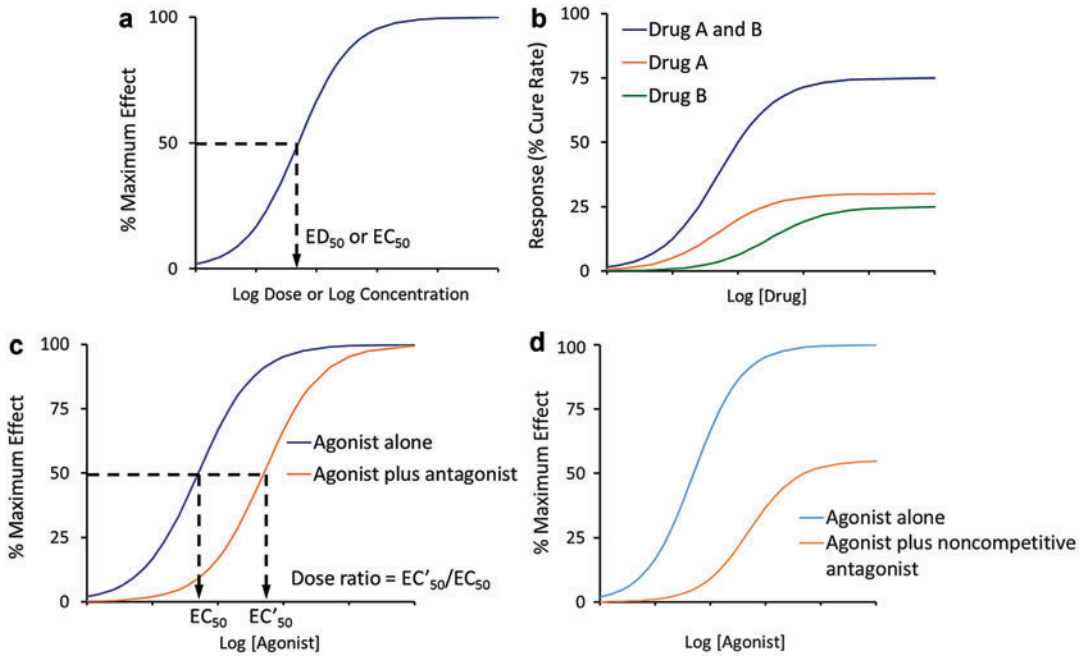 a
% Maximum Effect
100
50
0
ED50 or EC50
Log Dose or Log Concentration
b
Response (% Cure Rate)
100
75
50
25
0
Drug A and B
Drug A
Drug B
Log [Drug]
c
% Maximum Effect
100
75
50
25
0
Agonist alone
Agonist plus antagonist
Dose ratio = EC'50/EC50
EC50
EC'50
Log [Agonist]
d
% Maximum Effect
100
75
50
25
0
Agonist alone
Agonist plus noncompetitive
antagonist
Log [Agonist]